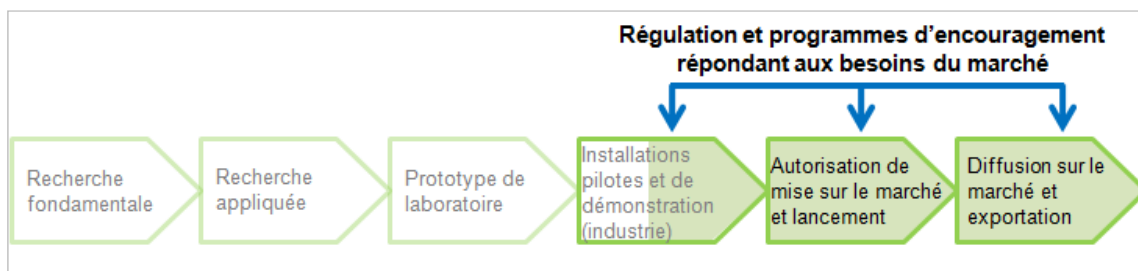 Régulation et programmes d’encouragement
répondant aux besoins du marché
Recherche
fondamentale
Recherche
appliquée
Prototype de
laboratoire
Installations
pilotes et de
démonstration
(industrie)
Autorisation de
mise sur le marché
et lancement
Diffusion sur le
marché et
exportation